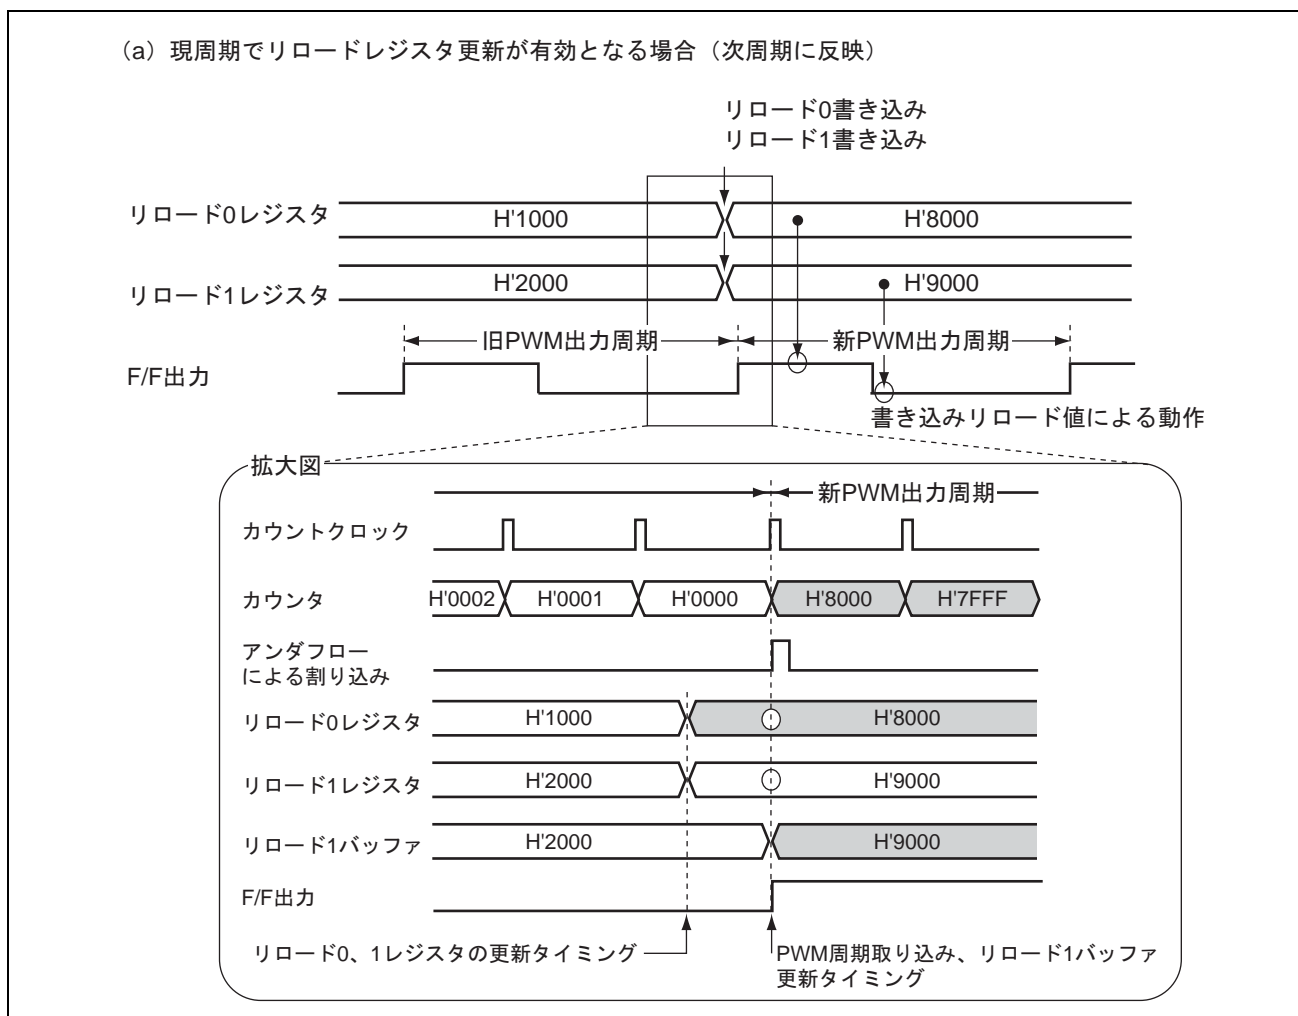 （a）現周期でリロードレジスタ更新が有効となる場合（次周期に反映）
リロード0書き込み
リロード1書き込み
リロード0レジスタ
H'1000
H'8000
リロード1レジスタ
H'2000
H'9000
旧PWM出力周期
新PWM出力周期
F/F出力
書き込みリロード値による動作
拡大図
新PWM出力周期
カウントクロック
カウンタ
H'0002
H'0001
H'0000
H'8000
H'7FFF
アンダフロー
による割り込み
リロード0レジスタ
H'1000
H'8000
リロード1レジスタ
H'2000
H'9000
リロード1バッファ
H'2000
H'9000
F/F出力
リロード0、1レジスタの更新タイミング
PWM周期取り込み、リロード1バッファ
更新タイミング